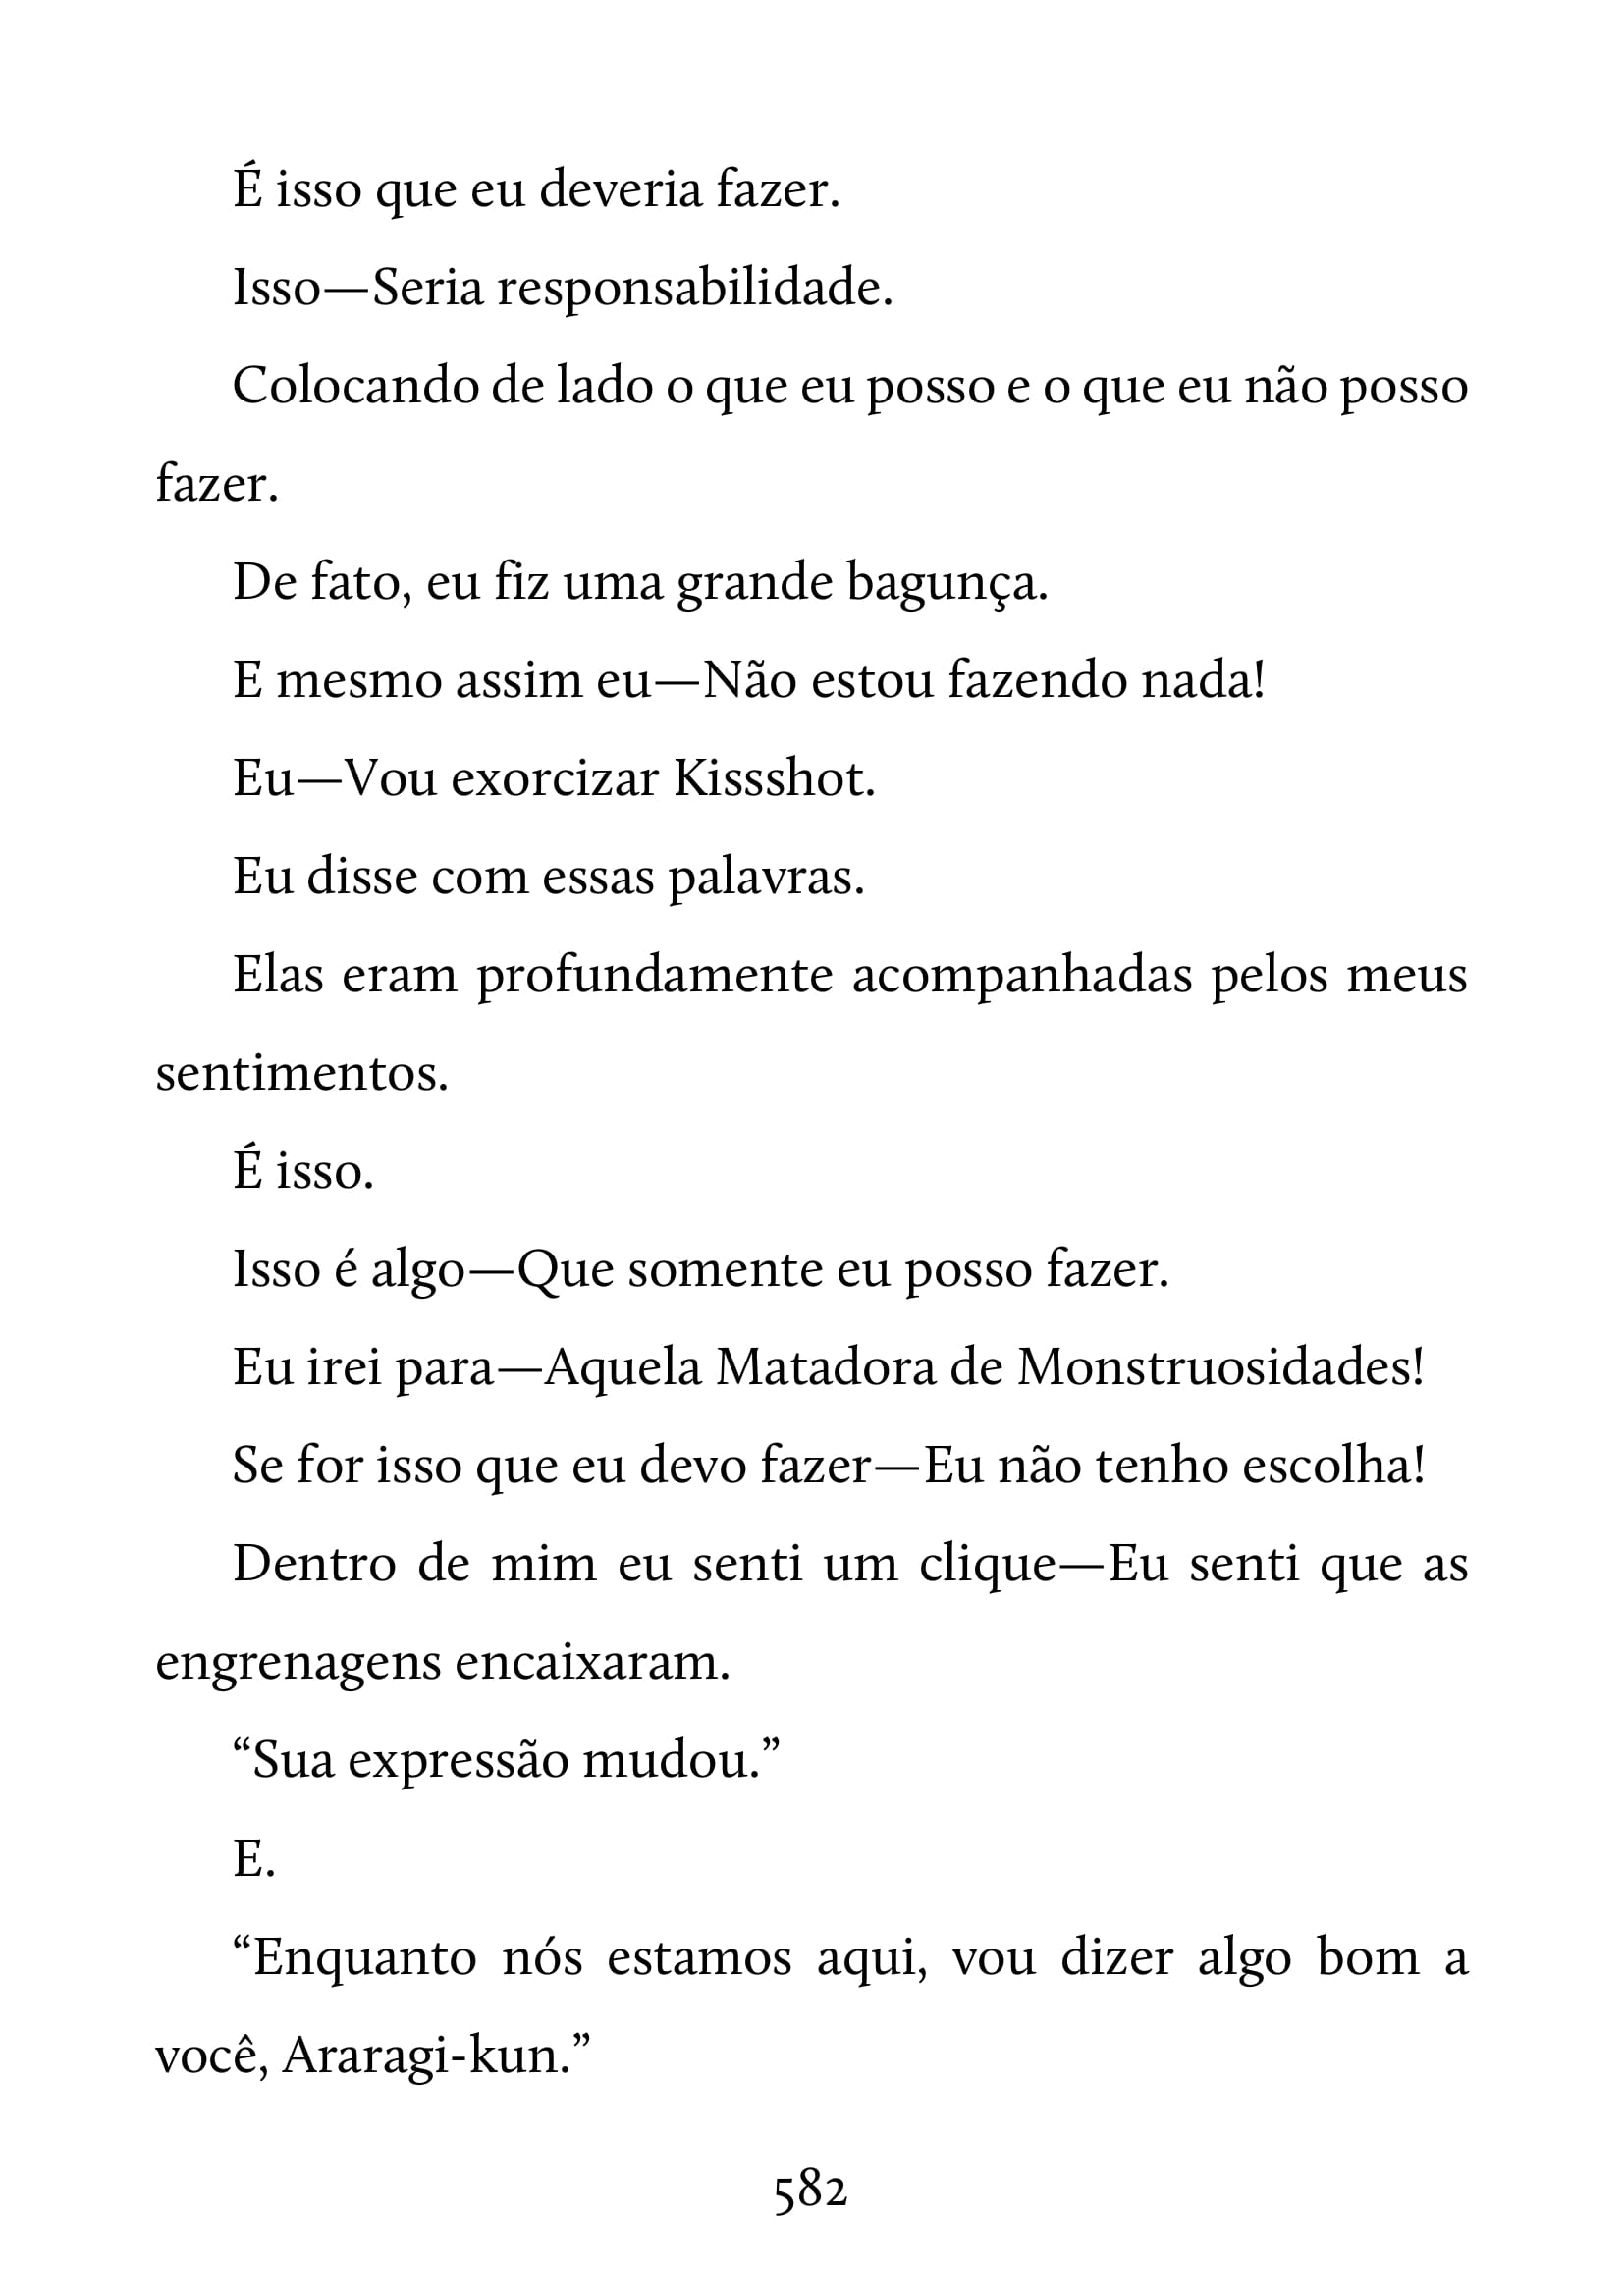 É isso que eu deveria fazer.
Isso—Seria responsabilidade.
Colocando de lado o que eu posso e o que eu não posso
fazer.
De fato, eu fiz uma grande bagunça.
E mesmo assim eu—Não estou fazendo nada!
Eu—Vou exorcizar Kissshot.
Eu disse com essas palavras.
Elas eram profundamente acompanhadas pelos meus
sentimentos.
É isso.
Isso é algo—Que somente eu posso fazer.
Eu irei para—Aquela Matadora de Monstruosidades!
Se for isso que eu devo fazer—Eu não tenho escolha!
Dentro de mim eu senti um clique—Eu senti que as
engrenagens encaixaram.
“Sua expressão mudou.”
E.
“Enquanto nós estamos aqui, vou dizer algo bom a
você, Araragi-kun.”
582